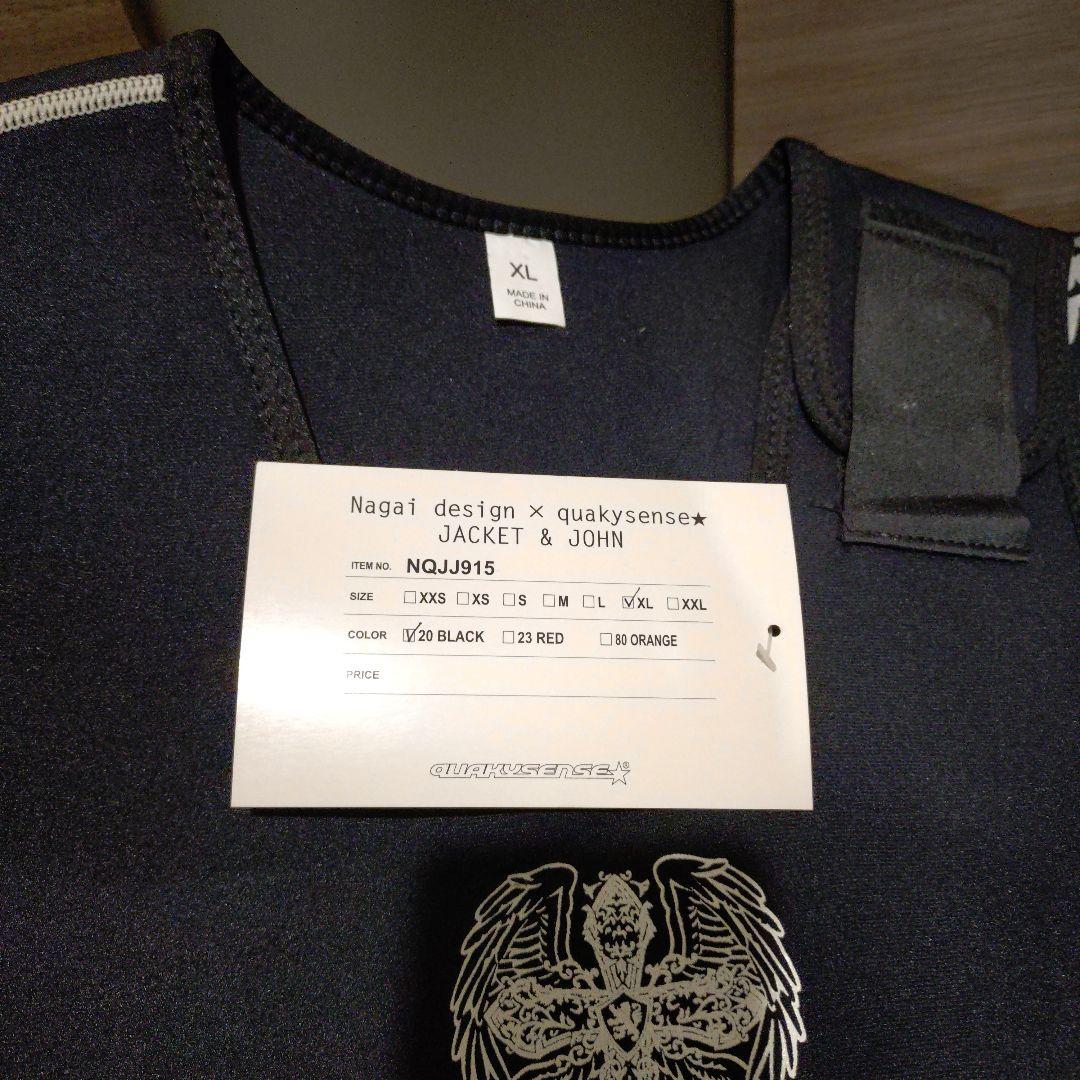 XL
MADE IN
CHINA
Nagai design × quakysense★
JACKET & JOHN
ITEM NO. NQJJ915
SIZE ☐XXS ☐XS ☐S ☐M ☐L ☑XL ☐XXL
COLOR ☑20 BLACK ☐23 RED ☐80 ORANGE
PRICE
QUAKYSENSE☆®